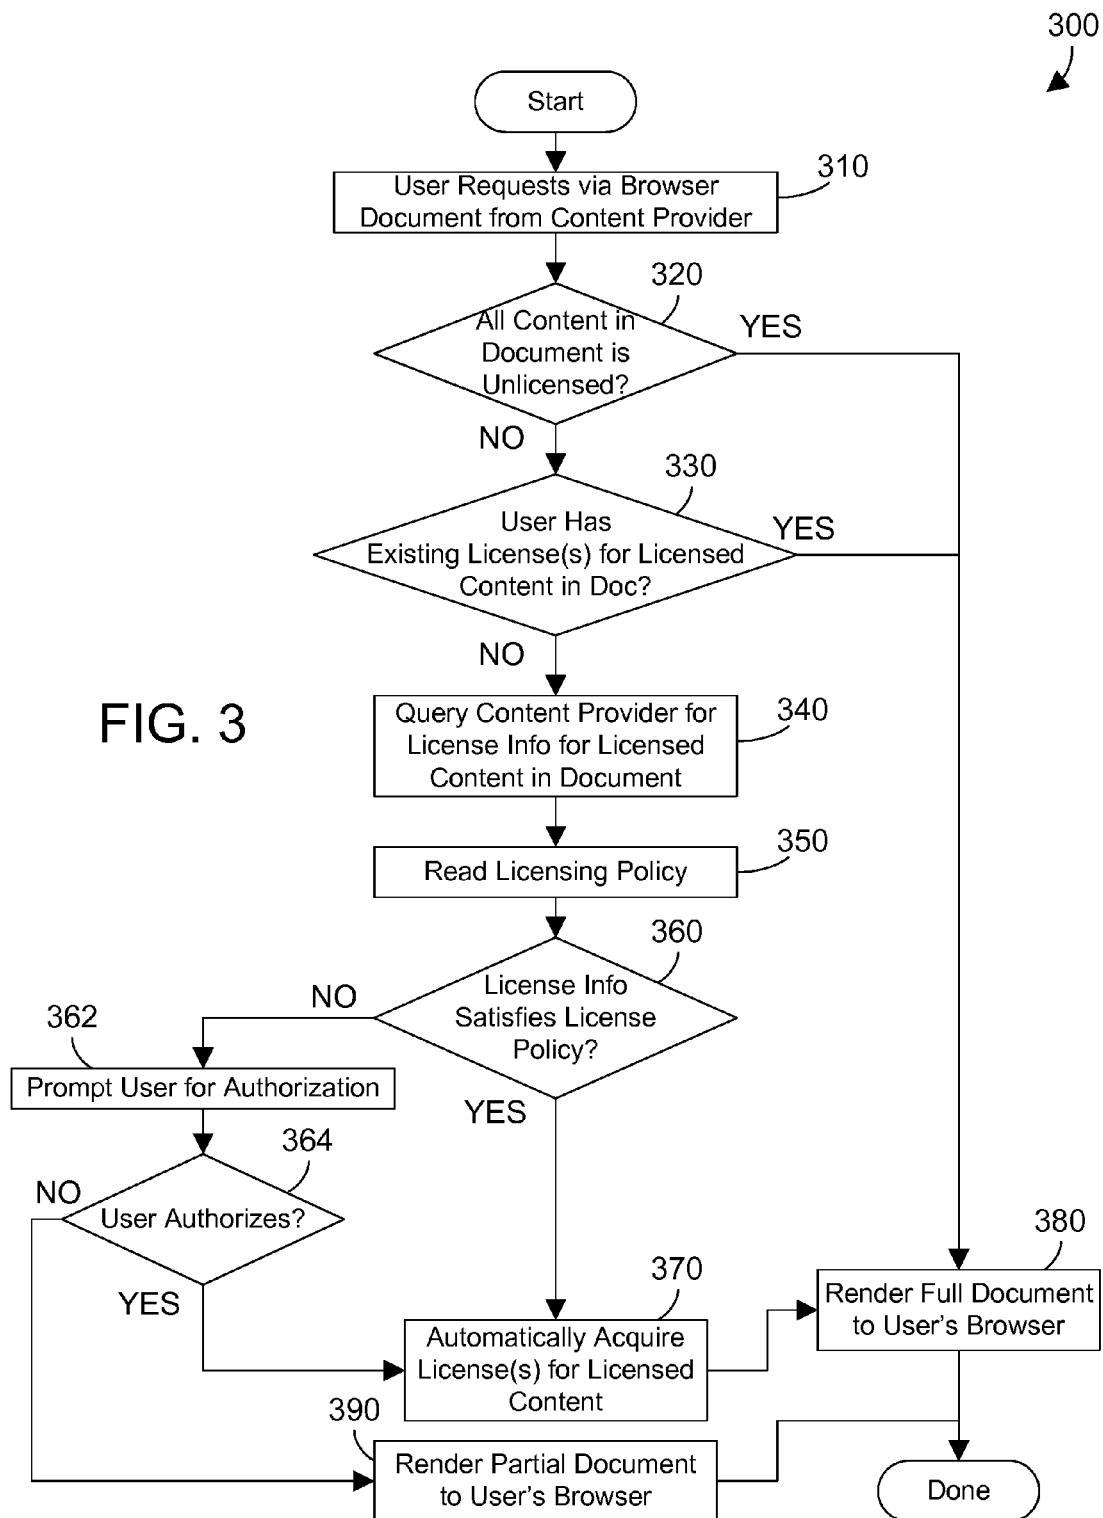 300
Start
310
User Requests via Browser
Document from Content Provider
320
All Content in
Document is
Unlicensed?
YES
NO
330
User Has
Existing License(s) for Licensed
Content in Doc?
YES
NO
FIG. 3
340
Query Content Provider for
License Info for Licensed
Content in Document
350
Read Licensing Policy
360
License Info
Satisfies License
Policy?
NO
YES
362
Prompt User for Authorization
364
User Authorizes?
NO
YES
370
Automatically Acquire
License(s) for Licensed
Content
380
Render Full Document
to User's Browser
390
Render Partial Document
to User's Browser
Done